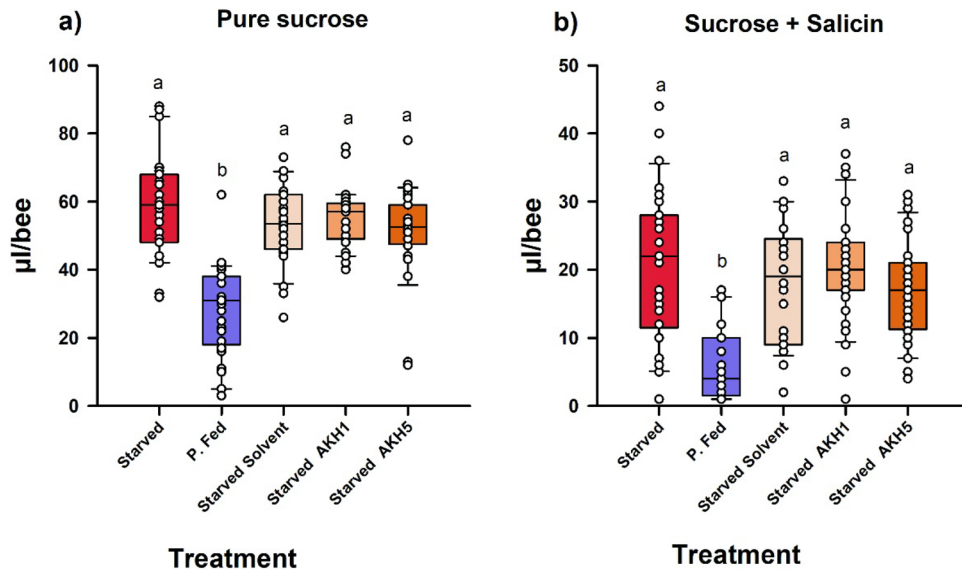 a) Pure sucrose
100
80
60
40
20
0
µl/bee
a
b
a
a
a
Starved
P. Fed
Starved Solvent
Starved AKH1
Starved AKH5
Treatment
b) Sucrose + Salicin
50
40
30
20
10
0
µl/bee
a
b
a
a
a
Starved
P. Fed
Starved Solvent
Starved AKH1
Starved AKH5
Treatment